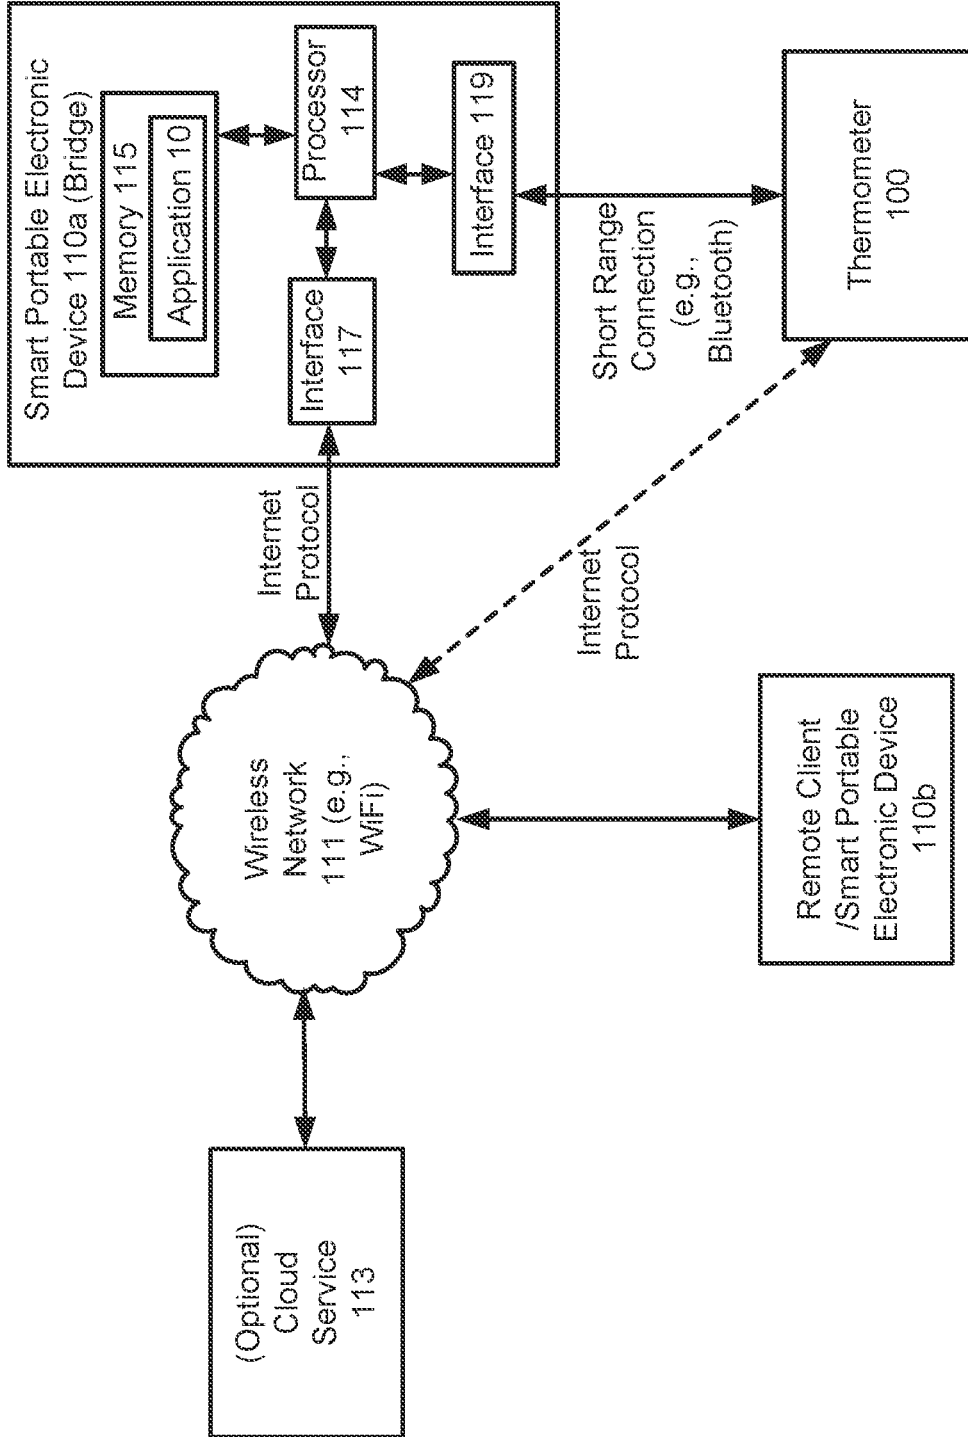 (Optional)
Cloud
Service
113
Wireless
Network
111 (e.g.,
WiFi)
Internet
Protocol
Smart Portable Electronic
Device 110a (Bridge)
Memory 115
Application 10
Processor
114
Interface
117
Interface 119
Short Range
Connection
(e.g.,
Bluetooth)
Internet
Protocol
Remote Client
/Smart Portable
Electronic Device
110b
Thermometer
100